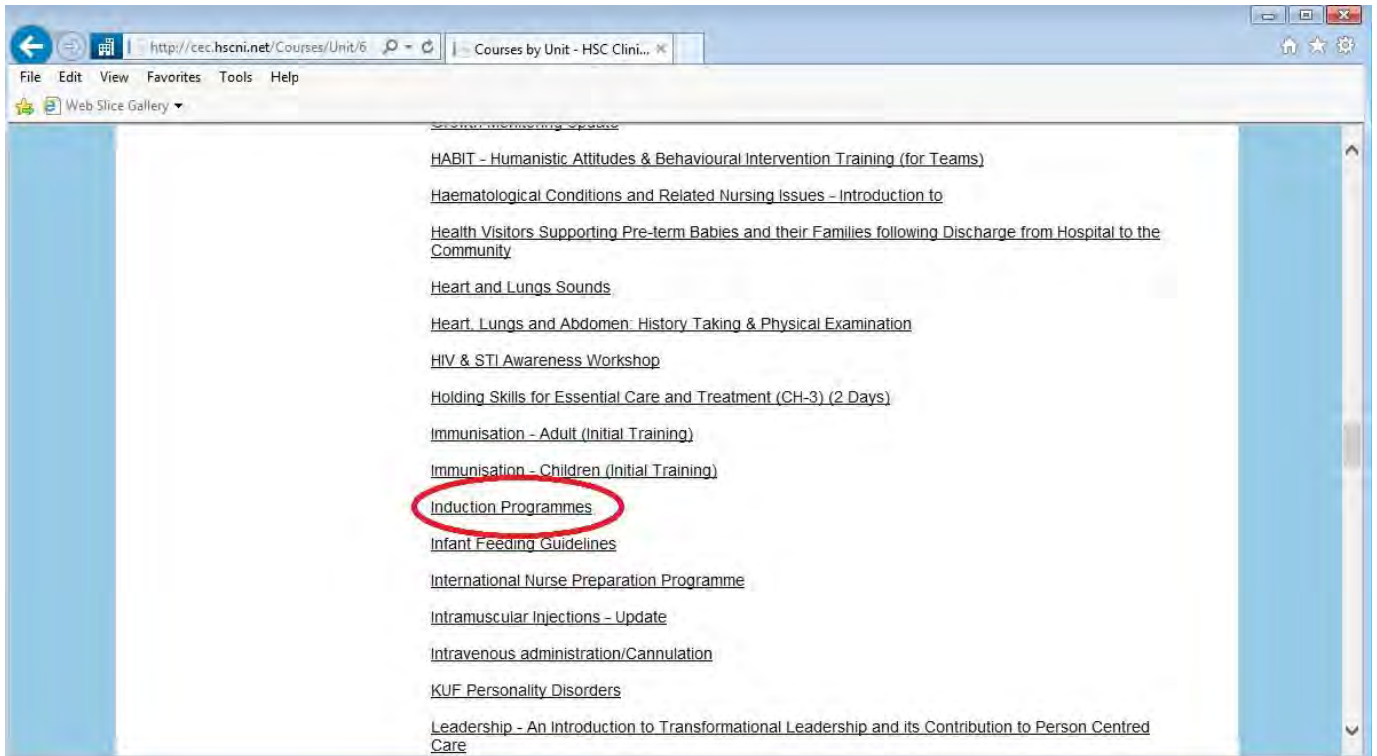 http://cec.hscni.net/Courses/Unit/6
Courses by Unit - HSC Clini...
File Edit View Favorites Tools Help
Web Slice Gallery
Growth Monitoring Update
HABIT - Humanistic Attitudes & Behavioural Intervention Training (for Teams)
Haematological Conditions and Related Nursing Issues - Introduction to
Health Visitors Supporting Pre-term Babies and their Families following Discharge from Hospital to the
Community
Heart and Lungs Sounds
Heart, Lungs and Abdomen: History Taking & Physical Examination
HIV & STI Awareness Workshop
Holding Skills for Essential Care and Treatment (CH-3) (2 Days)
Immunisation - Adult (Initial Training)
Immunisation - Children (Initial Training)
Induction Programmes
Infant Feeding Guidelines
International Nurse Preparation Programme
Intramuscular Injections - Update
Intravenous administration/Cannulation
KUF Personality Disorders
Leadership - An Introduction to Transformational Leadership and its Contribution to Person Centred
Care